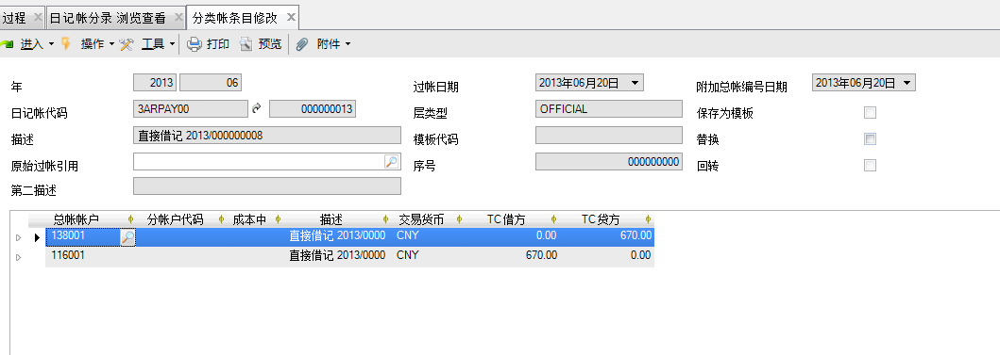 过程 日记帐分录 浏览查看 分类帐条目修改
进入 操作 工具 打印 预览 附件
年 2013 06 过帐日期 2013年06月20日 附加总帐编号日期 2013年06月20日
日记帐代码 3ARPAY00 000000013 层类型 OFFICIAL 保存为模板
描述 直接借记 2013/000000008 模板代码 替换
原始过帐引用 序号 000000000 回转
第二描述
总帐帐户 分帐户代码 成本中 描述 交易货币 TC 借方 TC 贷方
138001 直接借记 2013/0000 CNY 0.00 670.00
116001 直接借记 2013/0000 CNY 670.00 0.00